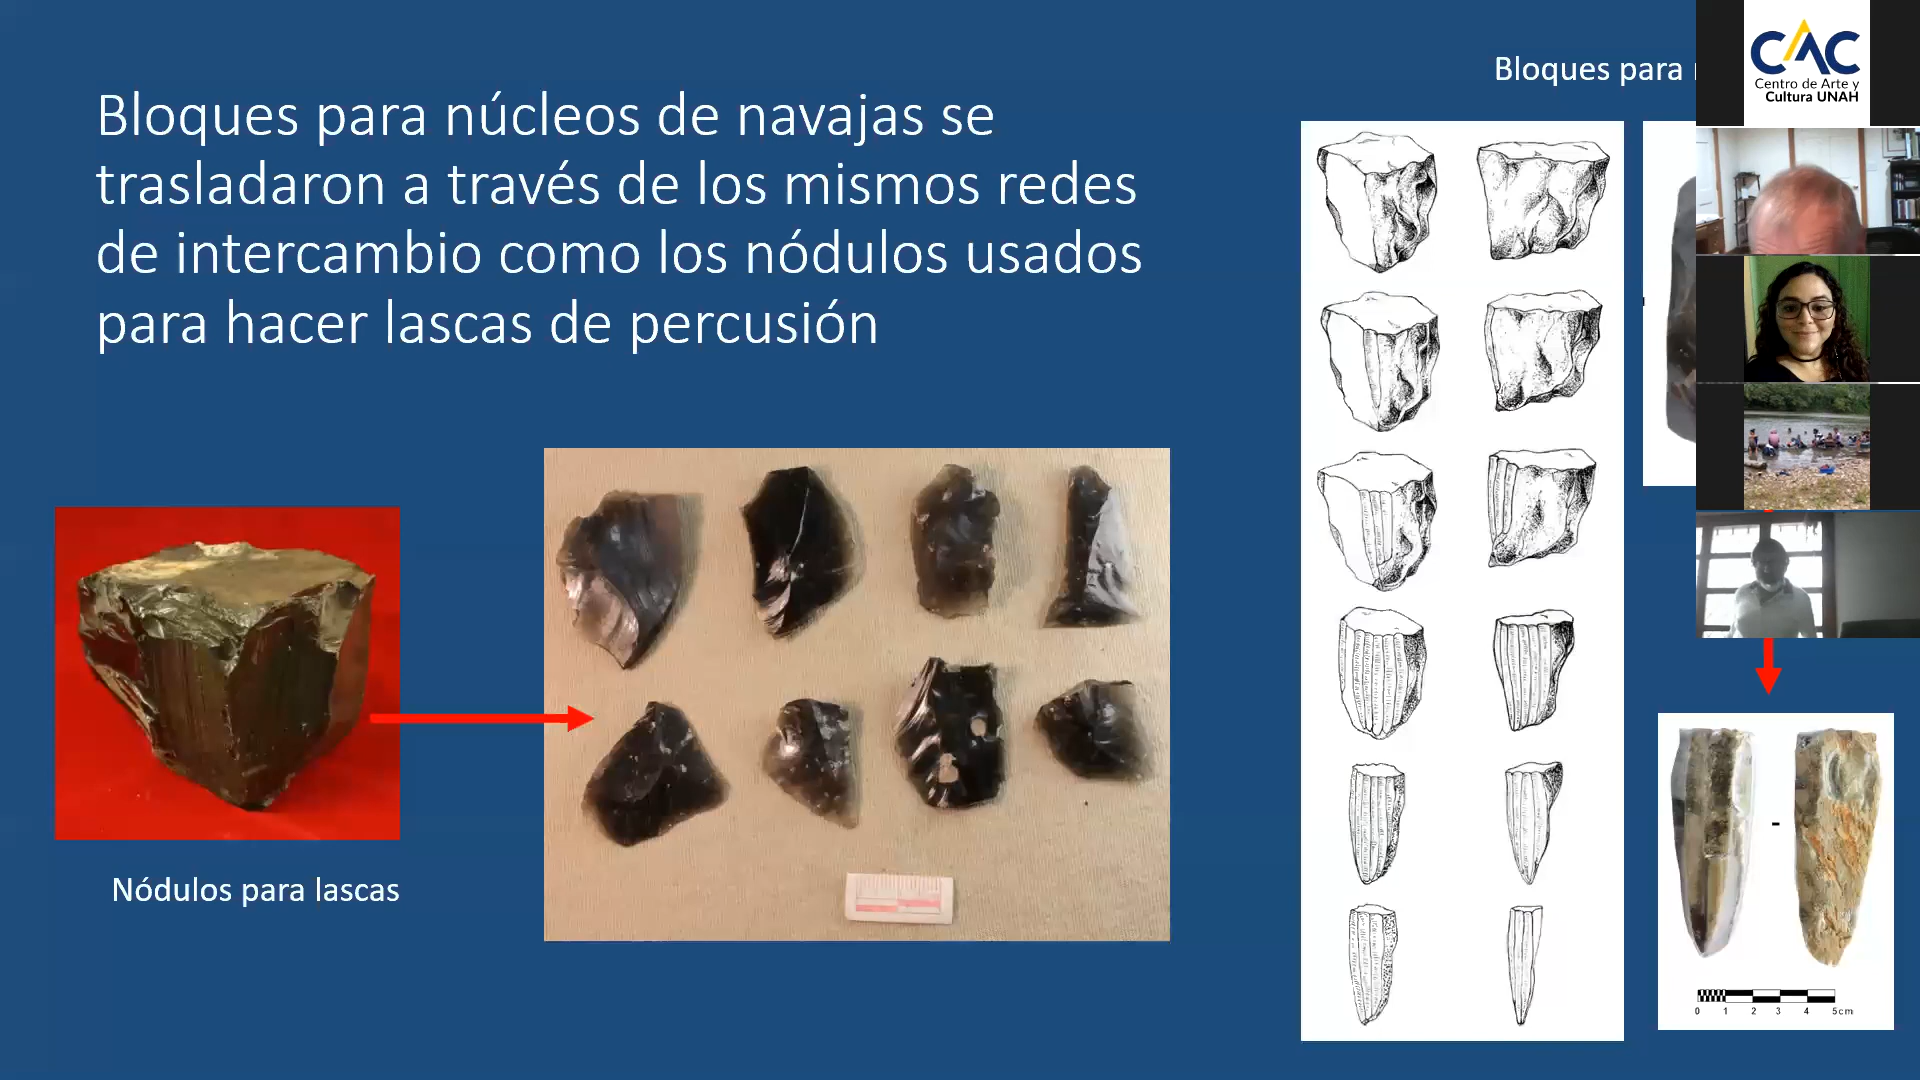 Bloques para núcleos de navajas se
trasladaron a través de los mismos redes
de intercambio como los nódulos usados
para hacer lascas de percusión
Nódulos para lascas
Bloques para
CAC
Centro de Arte y
Cultura UNAH
0 1 2 3 4 5cm